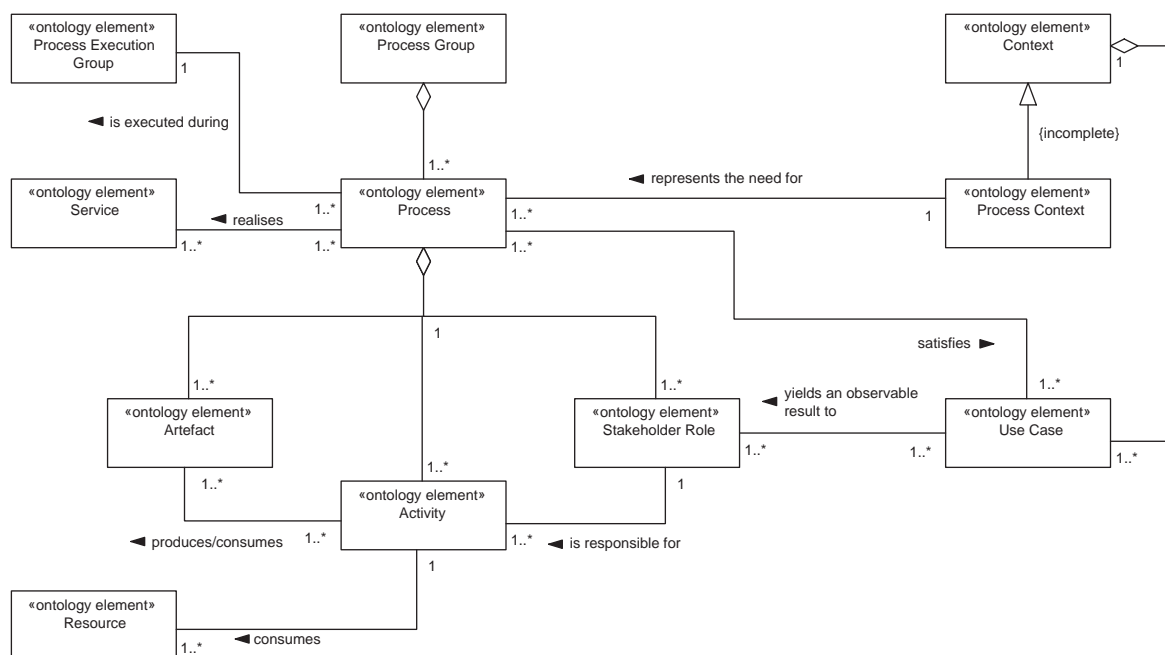 «ontology element»
Process Execution
Group
«ontology element»
Process Group
«ontology element»
Context
1
1
is executed during
{incomplete}
1..*
«ontology element»
Service
«ontology element»
Process
represents the need for
«ontology element»
Process Context
1..*
realises
1..*
1
1..*
1..*
1..*
1
satisfies
1..*
1..*
1..*
yields an observable
result to
«ontology element»
Artefact
«ontology element»
Stakeholder Role
«ontology element»
Use Case
1..*
1..*
1..*
1..*
1..*
1
«ontology element»
Activity
produces/consumes
1..*
1..*
is responsible for
1
«ontology element»
Resource
1..*
consumes